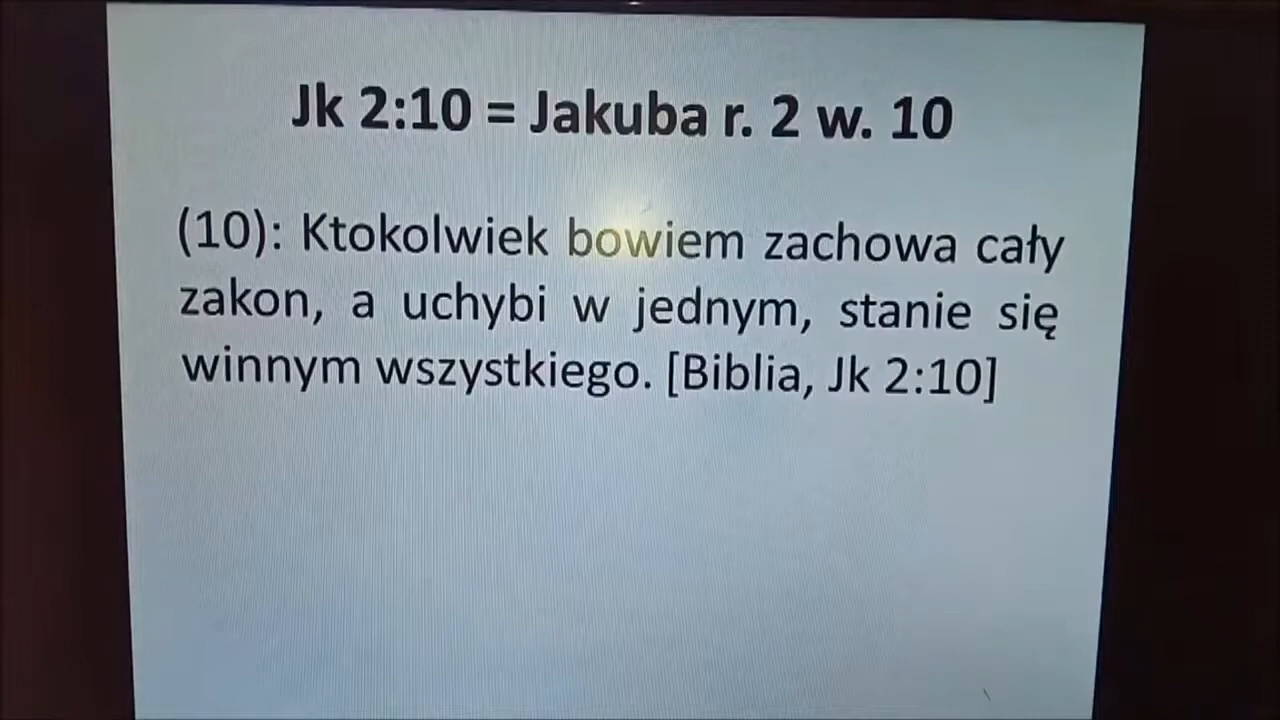 Jk 2:10 = Jakuba r. 2 w. 10
(10): Ktokolwiek bowiem zachowa cały
zakon, a uchybi w jednym, stanie się
winnym wszystkiego. [Biblia, Jk 2:10]